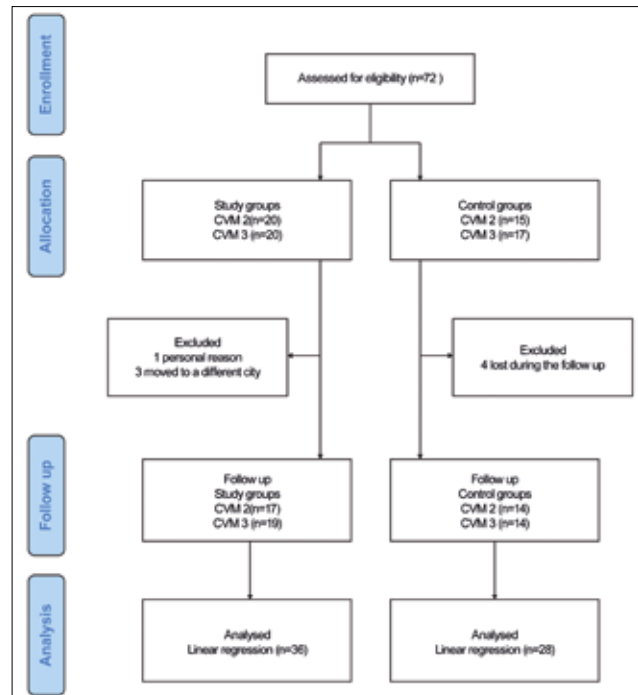 Enrollment
Assessed for eligibility (n=72 )
Allocation
Study groups
CVM 2(n=20)
CVM 3 (n=20)
Control groups
CVM 2 (n=15)
CVM 3 (n=17)
Excluded
1 personal reason
3 moved to a different city
Excluded
4 lost during the follow up
Follow up
Follow up
Study groups
CVM 2(n=17)
CVM 3 (n=19)
Follow up
Control groups
CVM 2 (n=14)
CVM 3 (n=14)
Analysis
Analysed
Linear regression (n=36)
Analysed
Linear regression (n=28)